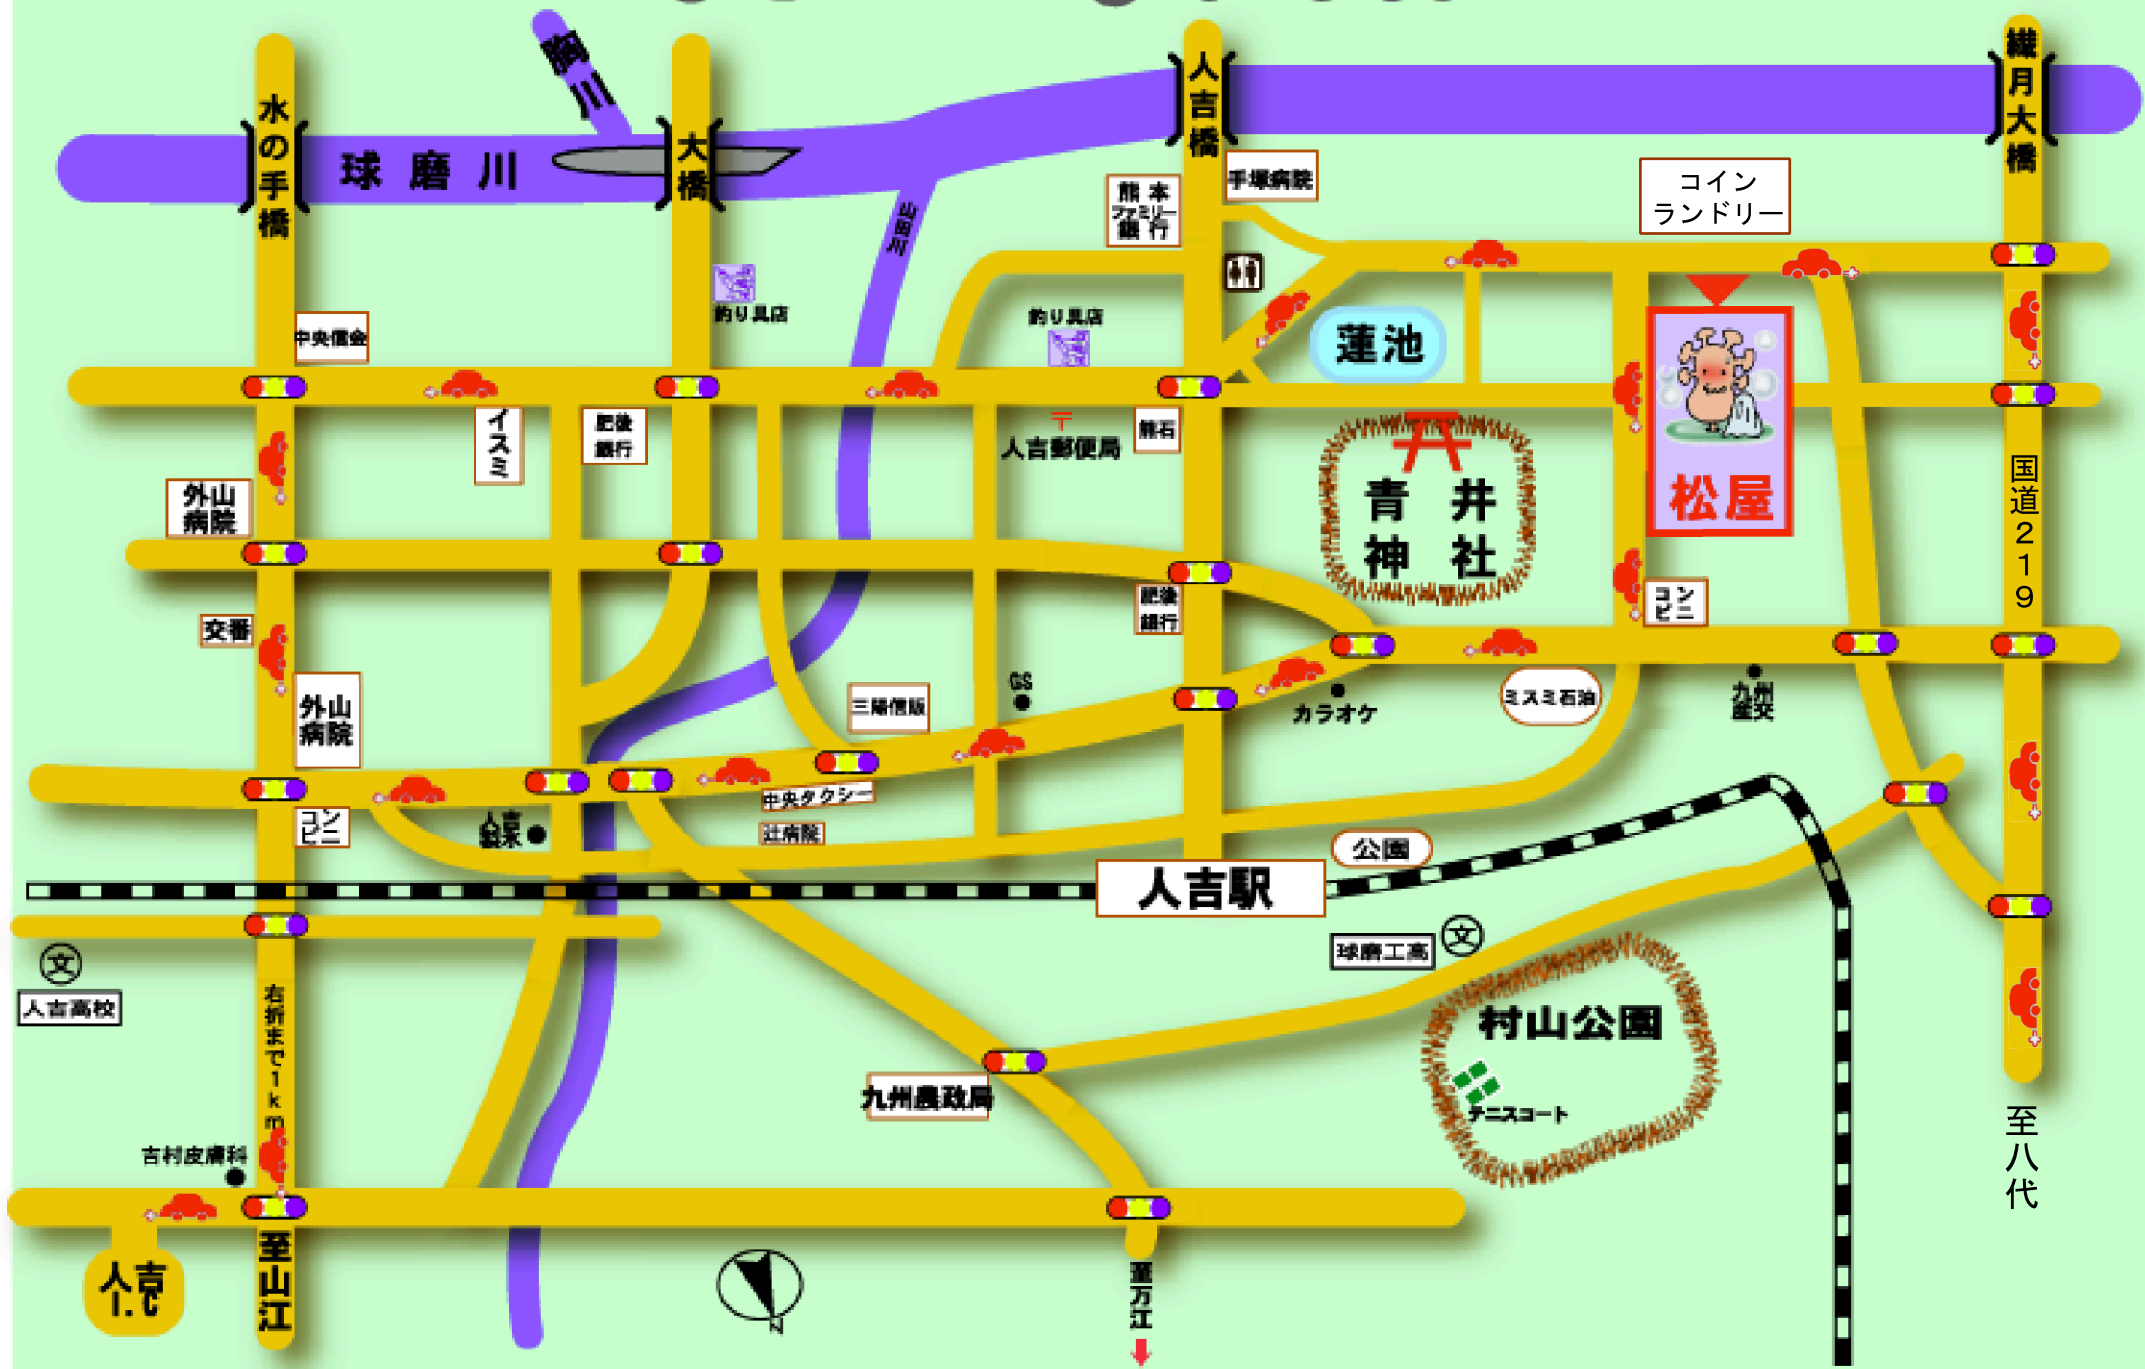 胸川
水の手橋
球磨川
大橋
人吉橋
繊月大橋
手塚病院
熊本
ファミリー
銀行
コイン
ランドリー
釣り具店
釣り具店
中央信金
蓮池
イスミ
肥後
銀行
人吉郵便局
青井
神社
松屋
国道219
外山
病院
肥後
銀行
コン
ビニ
交番
外山
病院
三陽信販
GS
カラオケ
ミスミ石油
九州
産交
コン
ビニ
人吉
製氷
中央タクシー
辻病院
公園
人吉駅
文
人吉高校
球磨工高
文
村山公園
テニスコート
右折まで1km
九州農政局
吉村皮膚科
至八代
人吉
I.C
至山江
N
至万江